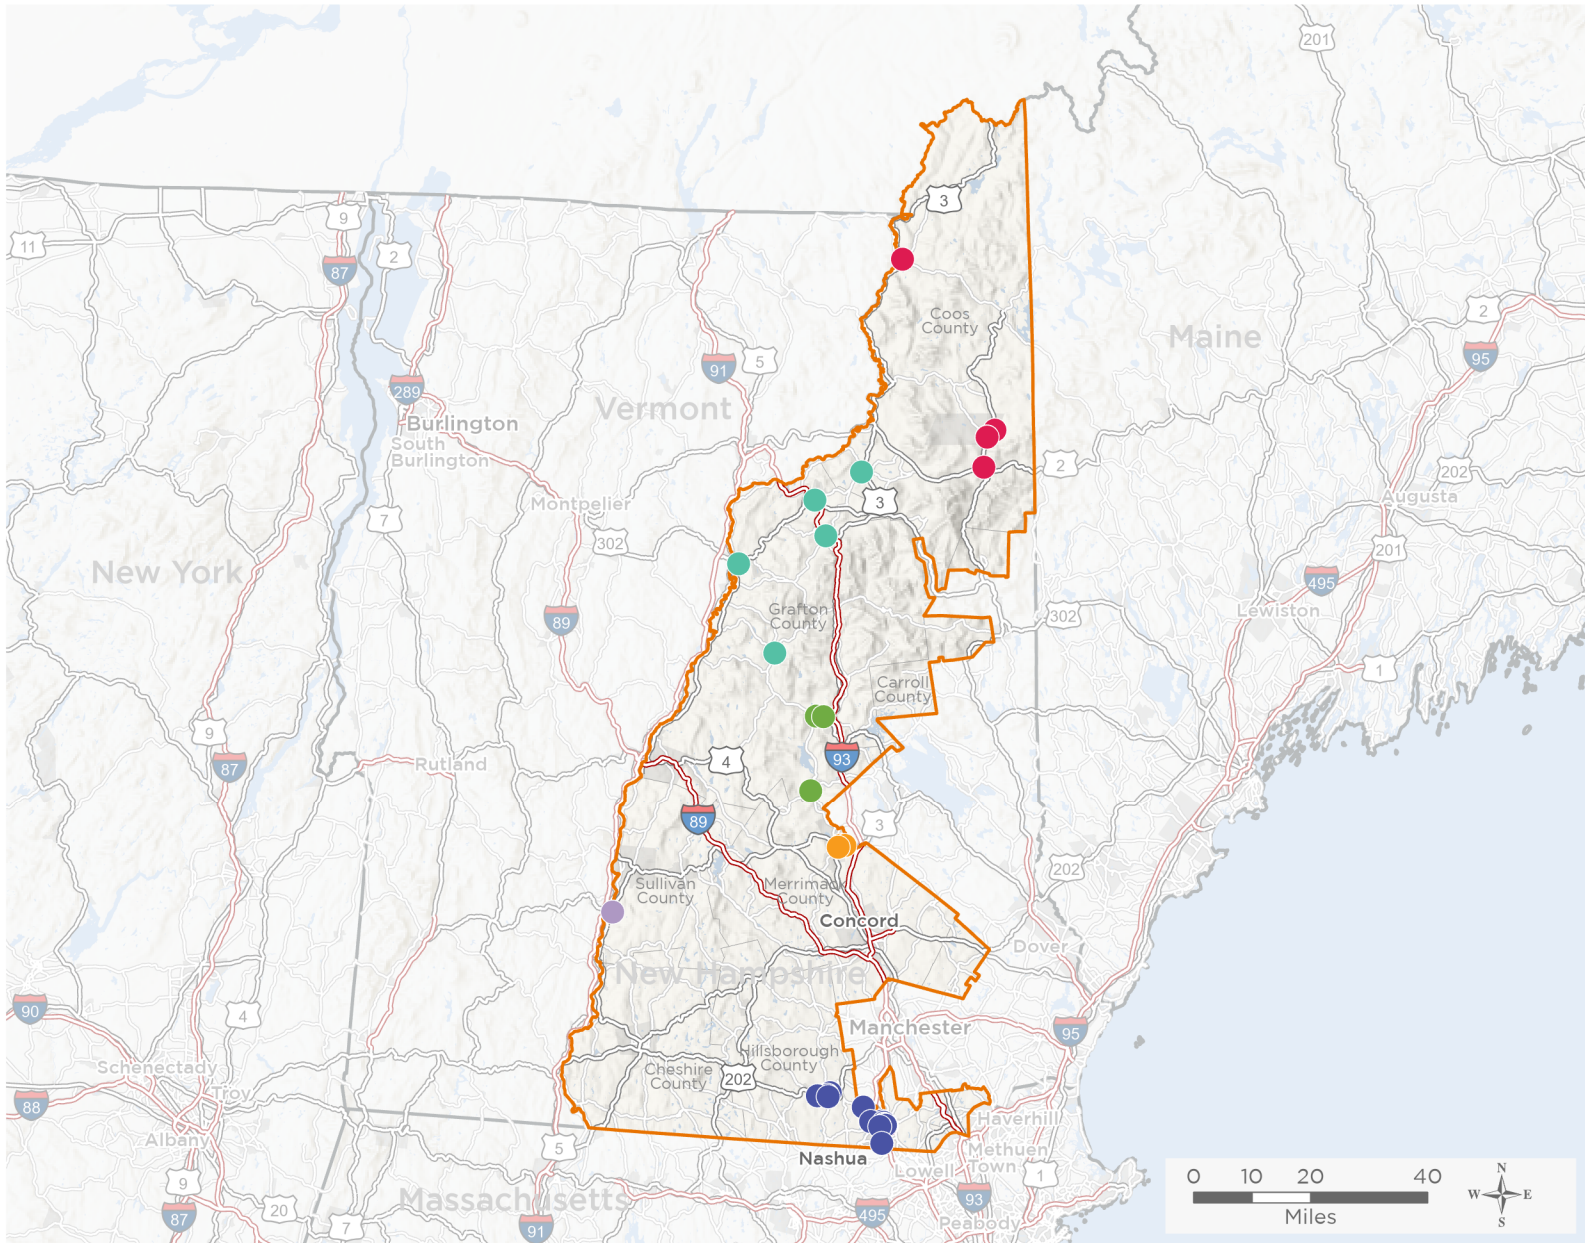 201
3
9
11
2
87
Coos
County
2
Maine
95
91
5
289
Vermont
Burlington
South
Burlington
2
202
Montpelier
3
Augusta
7
302
201
New York
495
Grafton
County
Lewiston
89
302
1
Carroll
County
9
4
93
87
Rutland
89
3
202
Sullivan
County
Merrimack
County
Concord
Dover
New Hampshire
90
4
Manchester
95
Hillsborough
County
Schenectady
Cheshire
County
202
Troy
88
Haverhill
Albany
5
Nashua
Methuen
Town
Lowell
1
9
Massachusetts
93
20
87
7
91
495
Peabody
0 10 20 40
Miles
N
W E
S